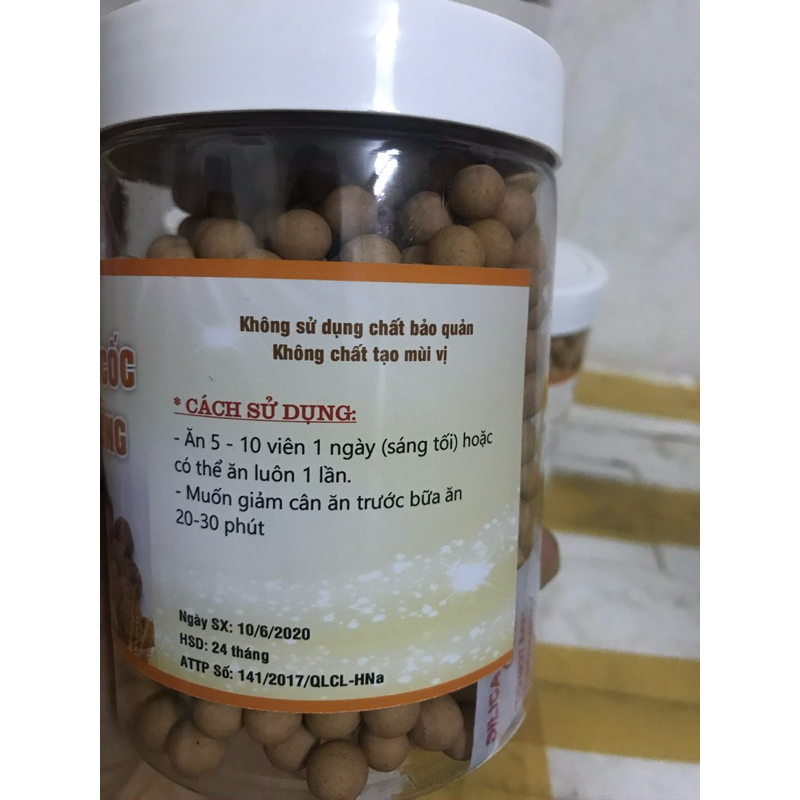 Không sử dụng chất bảo quản
Không chất tạo mùi vị
* CÁCH SỬ DỤNG:
- Ăn 5 - 10 viên 1 ngày (sáng tối) hoặc
có thể ăn luôn 1 lần.
- Muốn giảm cân ăn trước bữa ăn
20-30 phút
Ngày SX: 10/6/2020
HSD: 24 tháng
ATTP Số: 141/2017/QLCL-HNa
SILICA